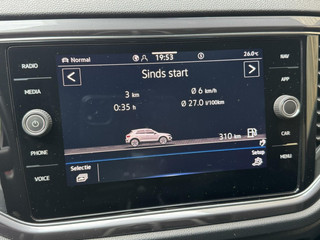 Normal 19:53 26.0°C
RADIO
NAV
Sinds start
MEDIA
APP
3 km Ø 6 km/h
0:35 h Ø 27.0 l/100km
CAR
310 km
PHONE
VOICE
MENU
Selectie Setup